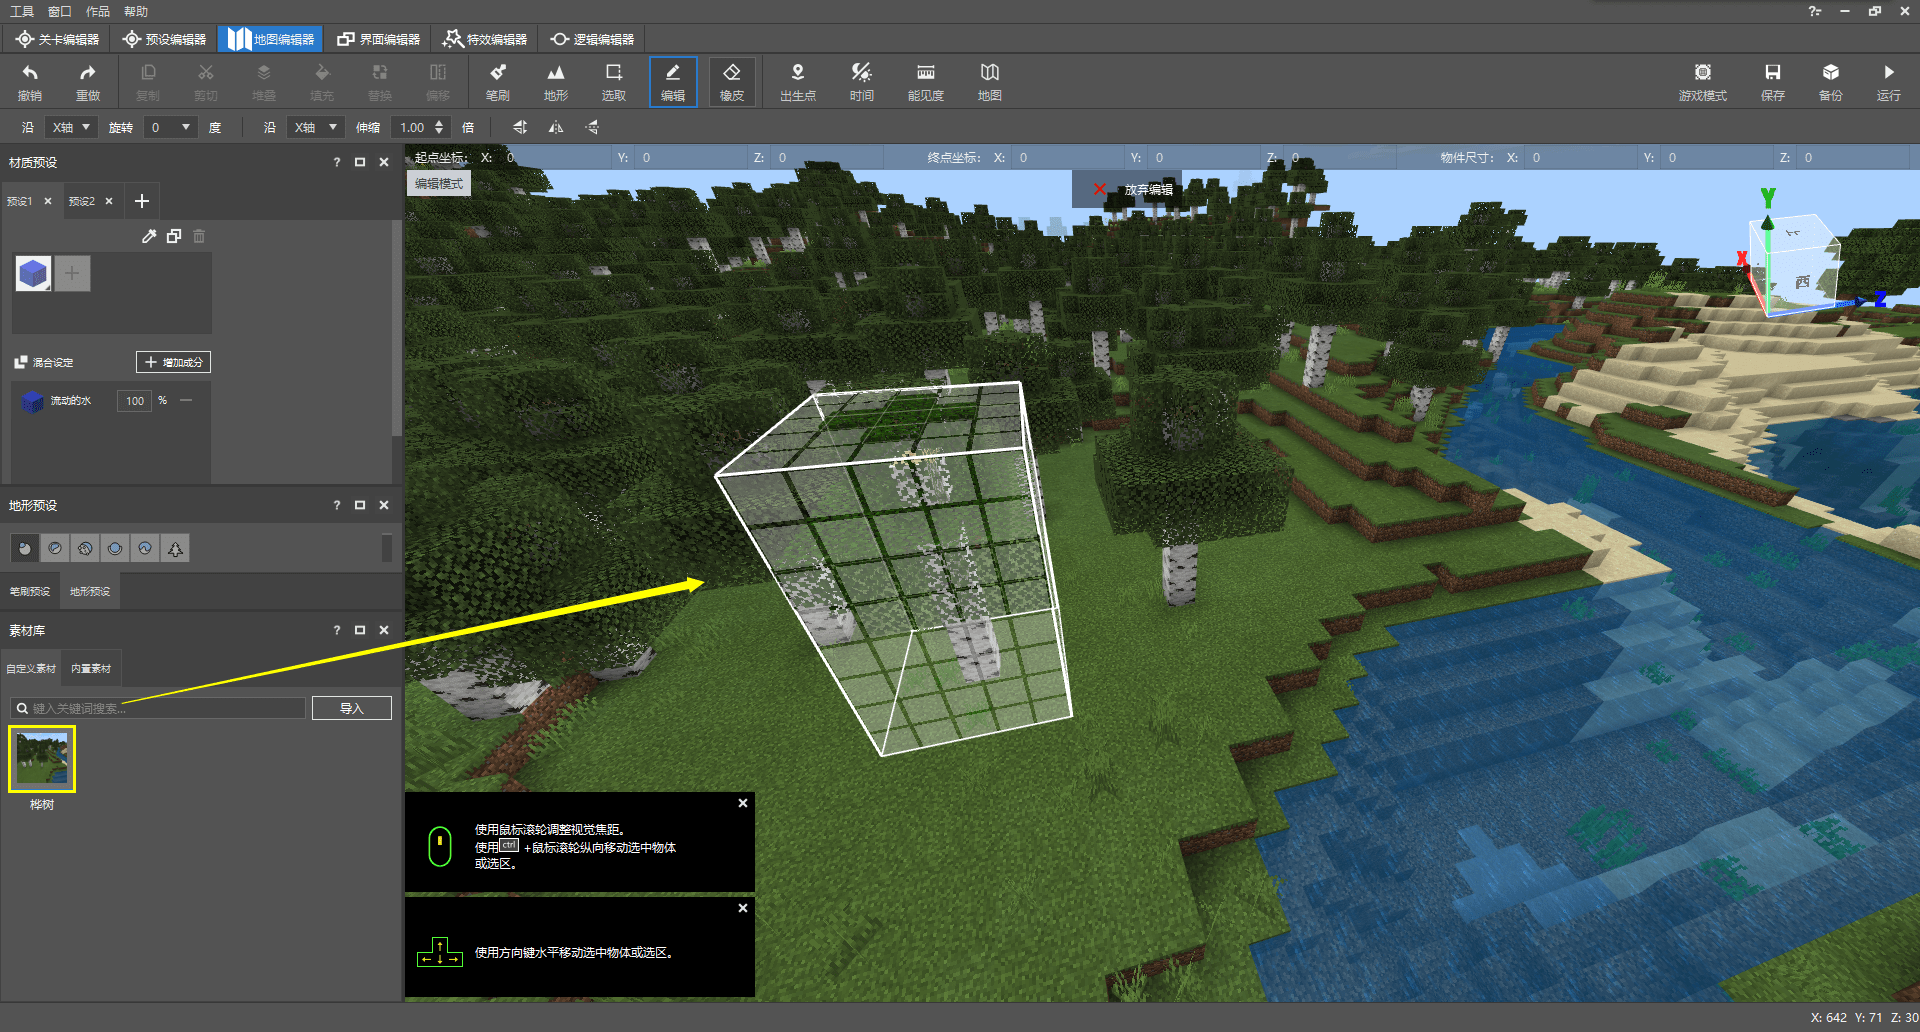 工具 窗口 作品 帮助
关卡编辑器 预设编辑器 地图编辑器 界面编辑器 特效编辑器 逻辑编辑器
撤销 重做 复制 剪切 堆叠 填充 替换 偏移 笔刷 地形 选取 编辑 橡皮 出生点 时间 能见度 地图 游戏模式 保存 备份 运行
沿 X轴 旋转 0 度 沿 X轴 伸缩 1.00 倍
材质预设 ?
起点坐标: X: 0 Y: 0 Z: 0 终点坐标: X: 0 Y: 0 Z: 0 物件尺寸: X: 0 Y: 0 Z: 0
编辑模式
放弃编辑
预设1 预设2
Y
X
西
Z
混合设定 增加成分
流动的水 100 %
地形预设 ?
笔刷预设 地形预设
素材库 ?
自定义素材 内置素材
键入关键词搜索... 导入
桦树
使用鼠标滚轮调整视觉焦距。
使用 ctrl +鼠标滚轮纵向移动选中物体
或选区。
使用方向键水平移动选中物体或选区。
X: 642 Y: 71 Z: 30